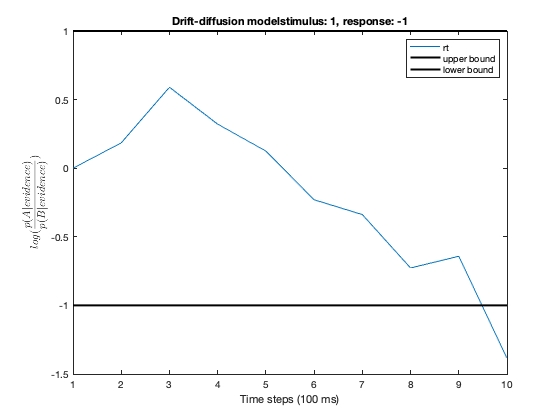 Drift-diffusion modelstimulus: 1, response: -1
rt
upper bound
lower bound
1
0.5
0
-0.5
-1
-1.5
log(p(A|evidence)/p(B|evidence))
1 2 3 4 5 6 7 8 9 10
Time steps (100 ms)